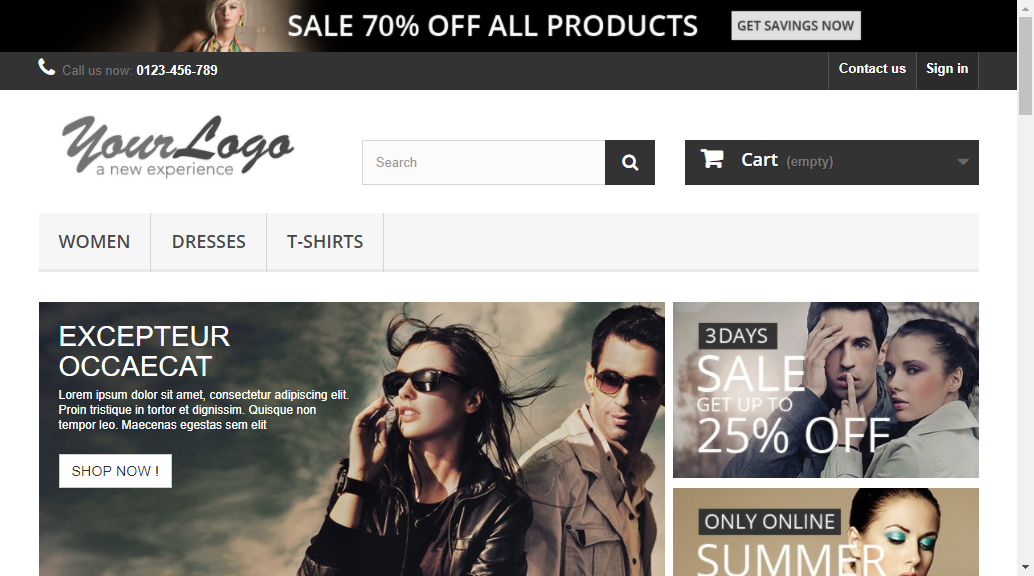 SALE 70% OFF ALL PRODUCTS GET SAVINGS NOW
Call us now: 0123-456-789 Contact us Sign in
YourLogo
a new experience
Search Cart (empty)
WOMEN DRESSES T-SHIRTS
EXCEPTEUR
OCCAECAT
Lorem ipsum dolor sit amet, consectetur adipiscing elit.
Proin tristique in tortor et dignissim. Quisque non
tempor leo. Maecenas egestas sem elit
SHOP NOW !
3 DAYS
SALE
GET UP TO
25% OFF
ONLY ONLINE
SUMMER